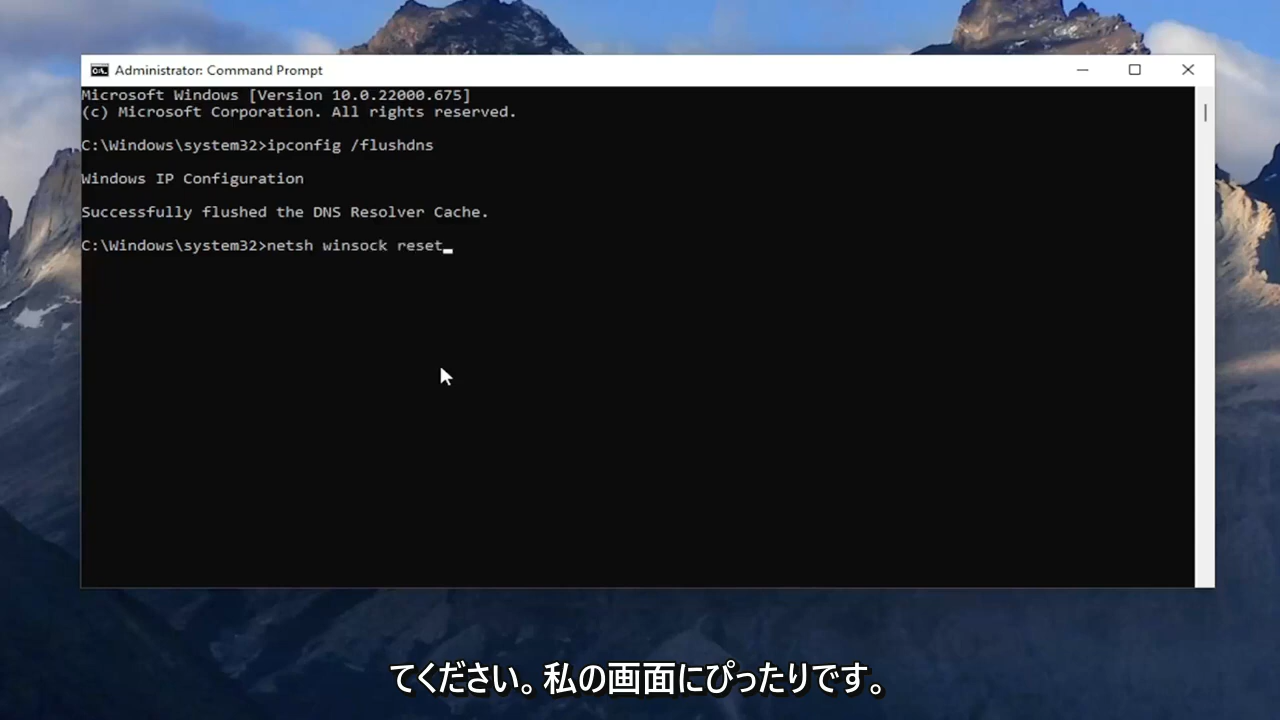 Administrator: Command Prompt
Microsoft Windows [Version 10.0.22000.675]
(c) Microsoft Corporation. All rights reserved.
C:\Windows\system32>ipconfig /flushdns
Windows IP Configuration
Successfully flushed the DNS Resolver Cache.
C:\Windows\system32>netsh winsock reset
てください。私の画面にぴったりです。